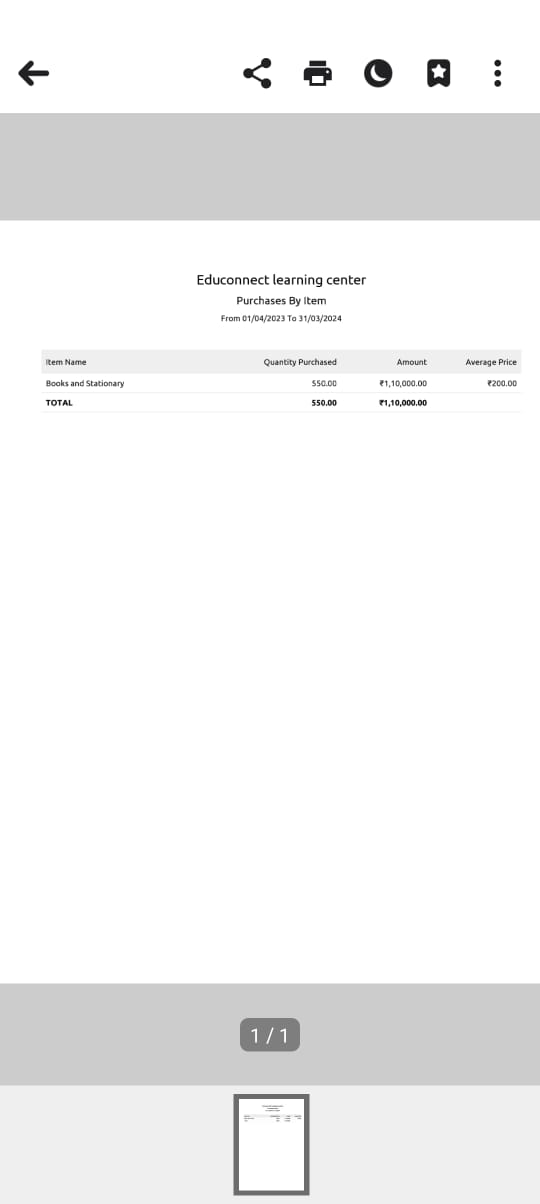 Educonnect learning center
Purchases By Item
From 01/04/2023 To 31/03/2024
Item Name Quantity Purchased Amount Average Price
Books and Stationary 550.00 ₹1,10,000.00 ₹200.00
TOTAL 550.00 ₹1,10,000.00
1 / 1